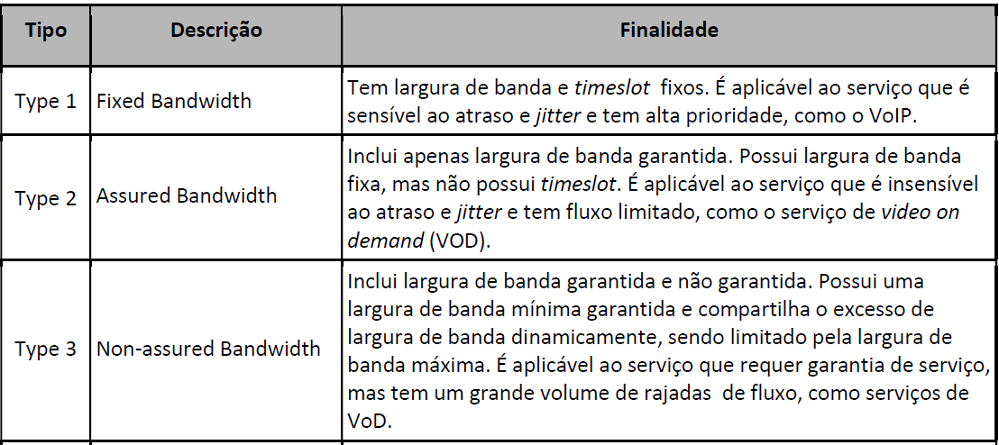 Tipo Descrição Finalidade
Type 1 Fixed Bandwidth
Tem largura de banda e timeslot fixos. É aplicável ao serviço que é
sensível ao atraso e jitter e tem alta prioridade, como o VoIP.
Type 2 Assured Bandwidth
Inclui apenas largura de banda garantida. Possui largura de banda
fixa, mas não possui timeslot. É aplicável ao serviço que é insensível
ao atraso e jitter e tem fluxo limitado, como o serviço de video on
demand (VOD).
Type 3 Non-assured Bandwidth
Inclui largura de banda garantida e não garantida. Possui uma
largura de banda mínima garantida e compartilha o excesso de
largura de banda dinamicamente, sendo limitado pela largura de
banda máxima. É aplicável ao serviço que requer garantia de serviço,
mas tem um grande volume de rajadas de fluxo, como serviços de
VoD.